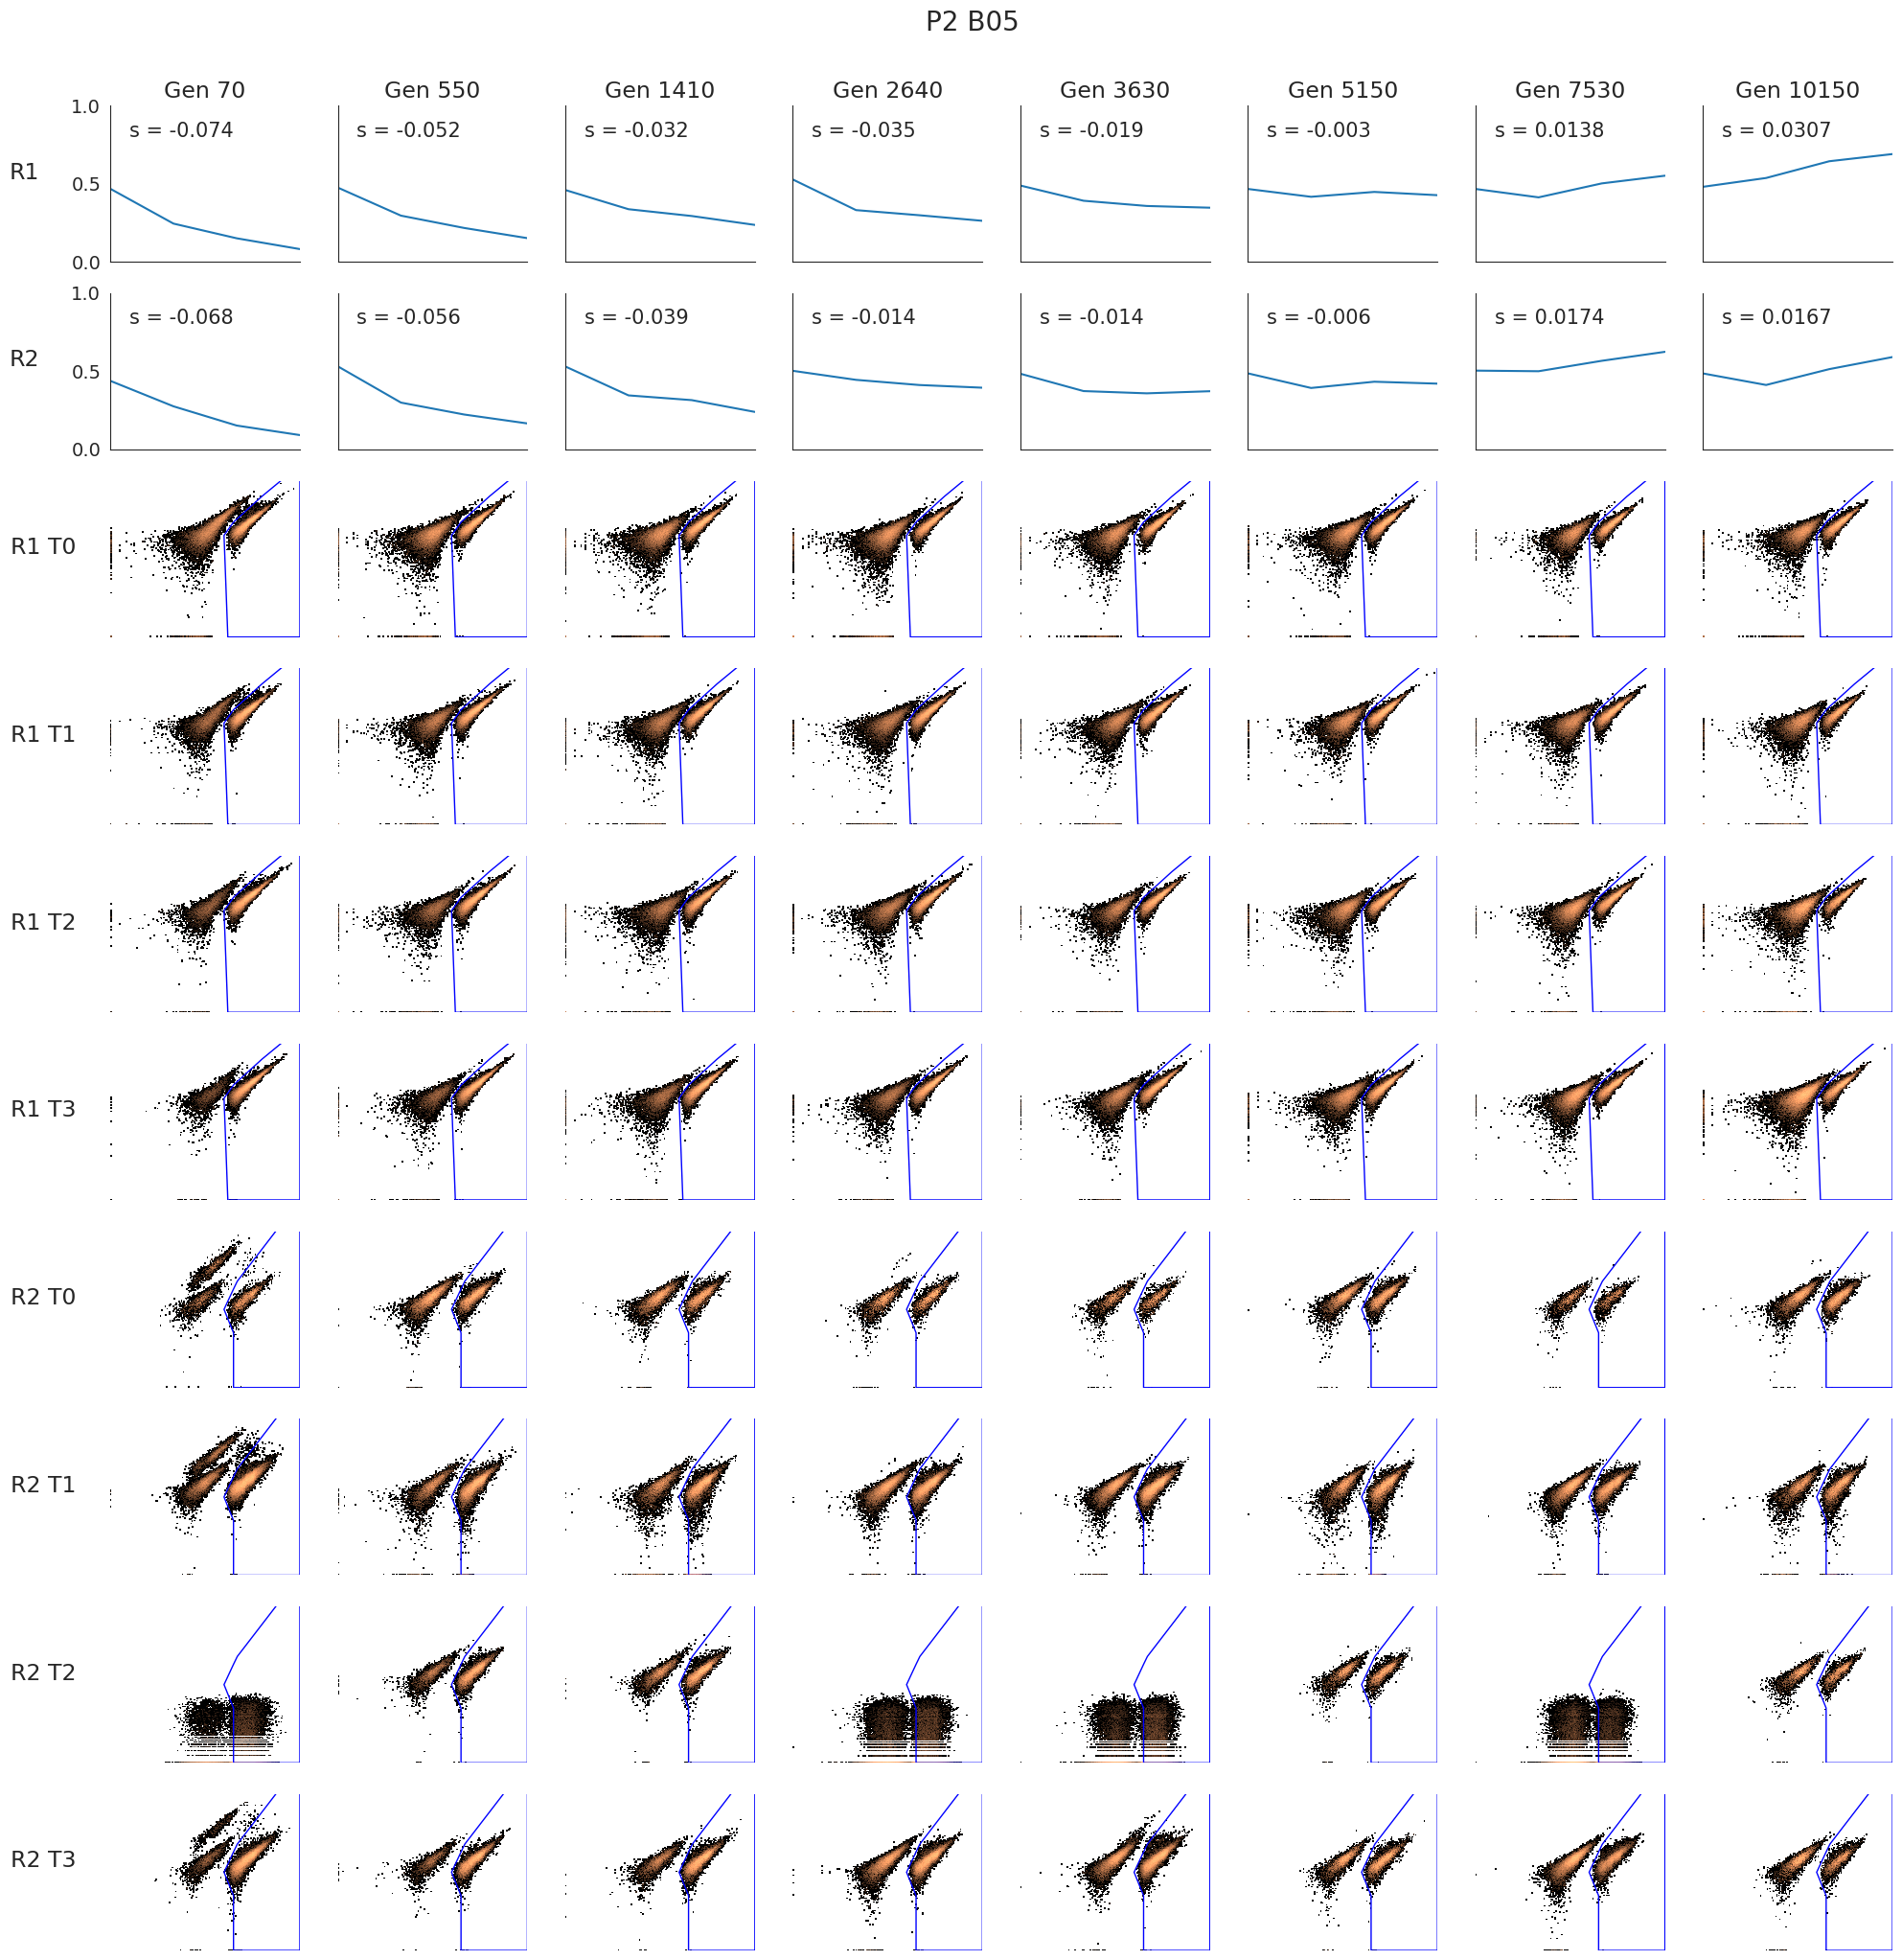 P2 B05
Gen 70 Gen 550 Gen 1410 Gen 2640 Gen 3630 Gen 5150 Gen 7530 Gen 10150
R1
1.0
0.5
0.0
s = -0.074 s = -0.052 s = -0.032 s = -0.035 s = -0.019 s = -0.003 s = 0.0138 s = 0.0307
R2
1.0
0.5
0.0
s = -0.068 s = -0.056 s = -0.039 s = -0.014 s = -0.014 s = -0.006 s = 0.0174 s = 0.0167
R1 T0
R1 T1
R1 T2
R1 T3
R2 T0
R2 T1
R2 T2
R2 T3